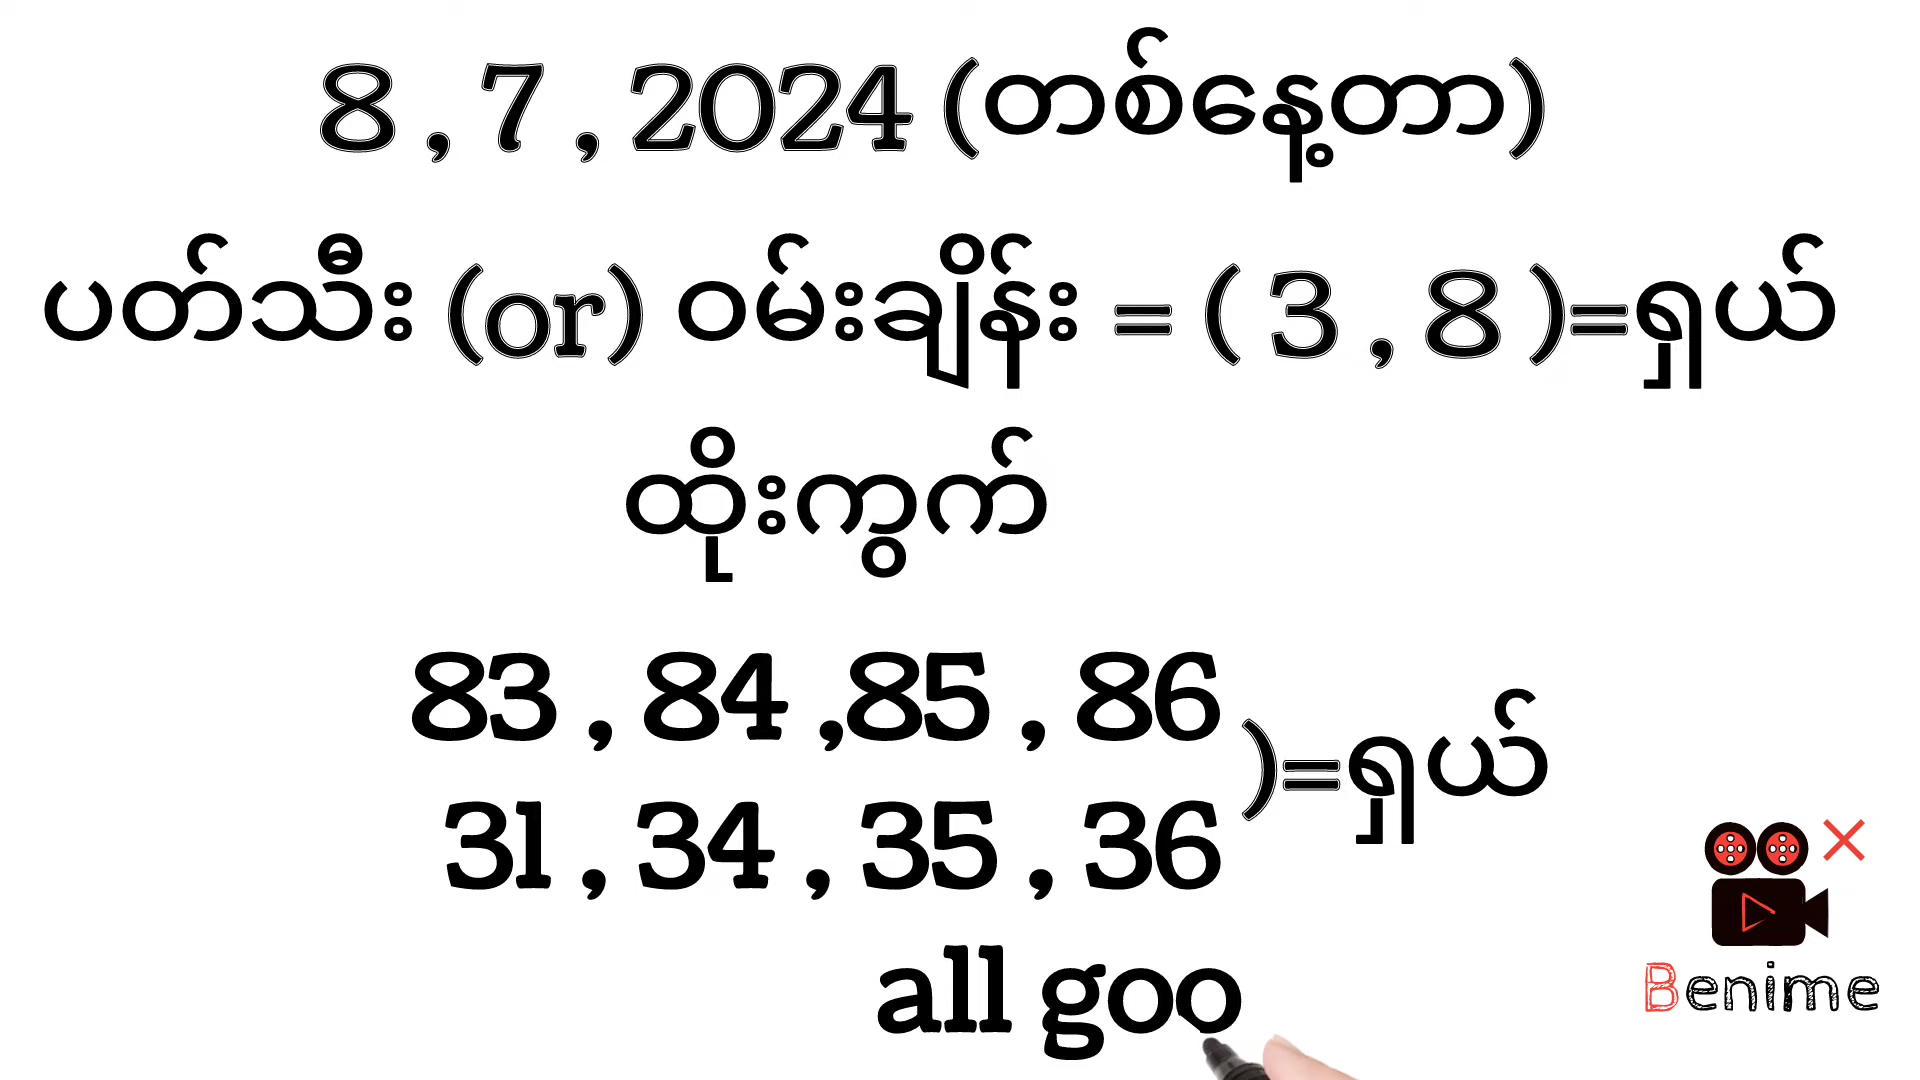 8 , 7 , 2024 (တစ်နေ့တာ)
ပတ်သီး (or) ဝမ်းချိန်း = ( 3 , 8 )=ရှယ်
ထိုးကွက်
83 , 84 ,85 , 86
)=ရှယ်
31 , 34 , 35 , 36
all goo
Benime